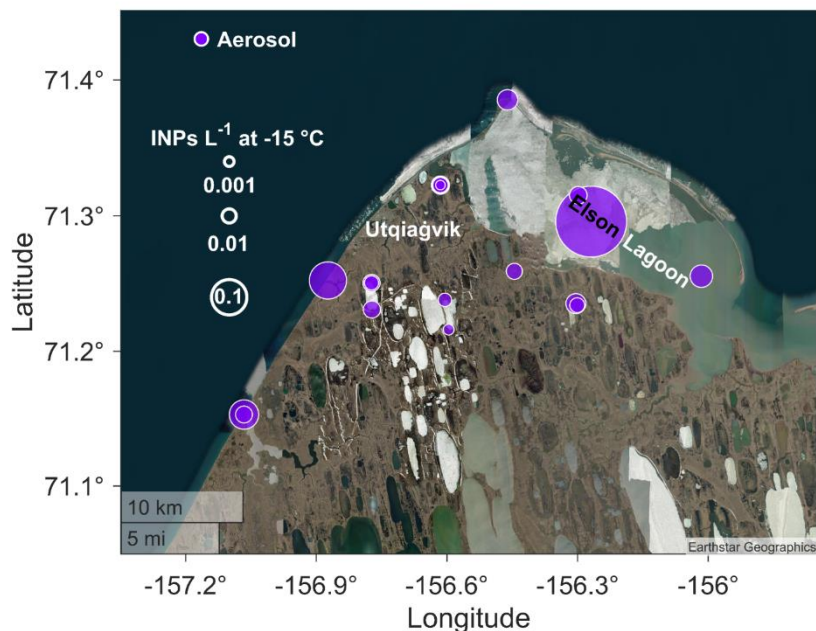 Aerosol
71.4°
INPs L⁻¹ at -15 °C
0.001
0.01
0.1
71.3°
Utqiaġvik
Elson Lagoon
71.2°
71.1°
Latitude
10 km
5 mi
Earthstar Geographics
-157.2°
-156.9°
-156.6°
-156.3°
-156°
Longitude